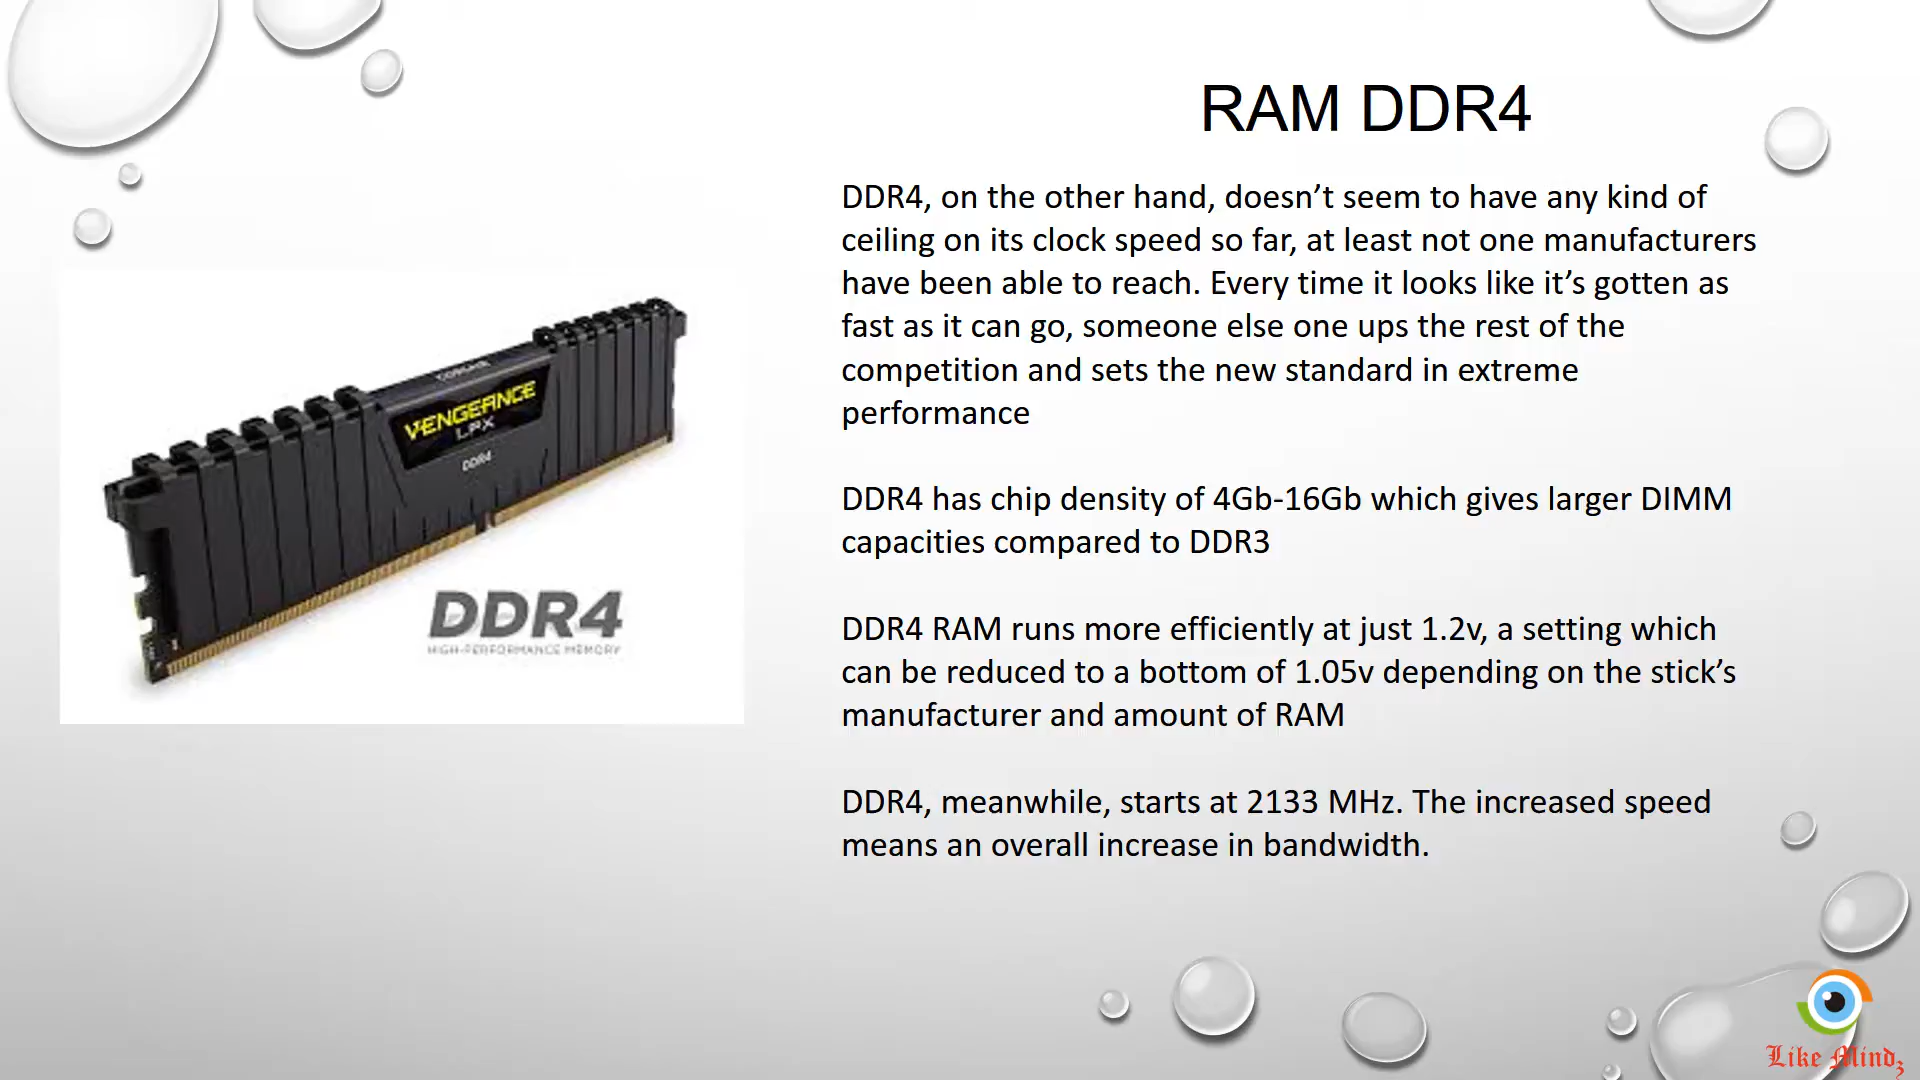 RAM DDR4
DDR4, on the other hand, doesn’t seem to have any kind of
ceiling on its clock speed so far, at least not one manufacturers
have been able to reach. Every time it looks like it’s gotten as
fast as it can go, someone else one ups the rest of the
competition and sets the new standard in extreme
performance
DDR4 has chip density of 4Gb-16Gb which gives larger DIMM
capacities compared to DDR3
DDR4 RAM runs more efficiently at just 1.2v, a setting which
can be reduced to a bottom of 1.05v depending on the stick’s
manufacturer and amount of RAM
DDR4, meanwhile, starts at 2133 MHz. The increased speed
means an overall increase in bandwidth.
CORSAIR
VENGEANCE
LPX
DDR4
DDR4
HIGH-PERFORMANCE MEMORY
Like Mindz